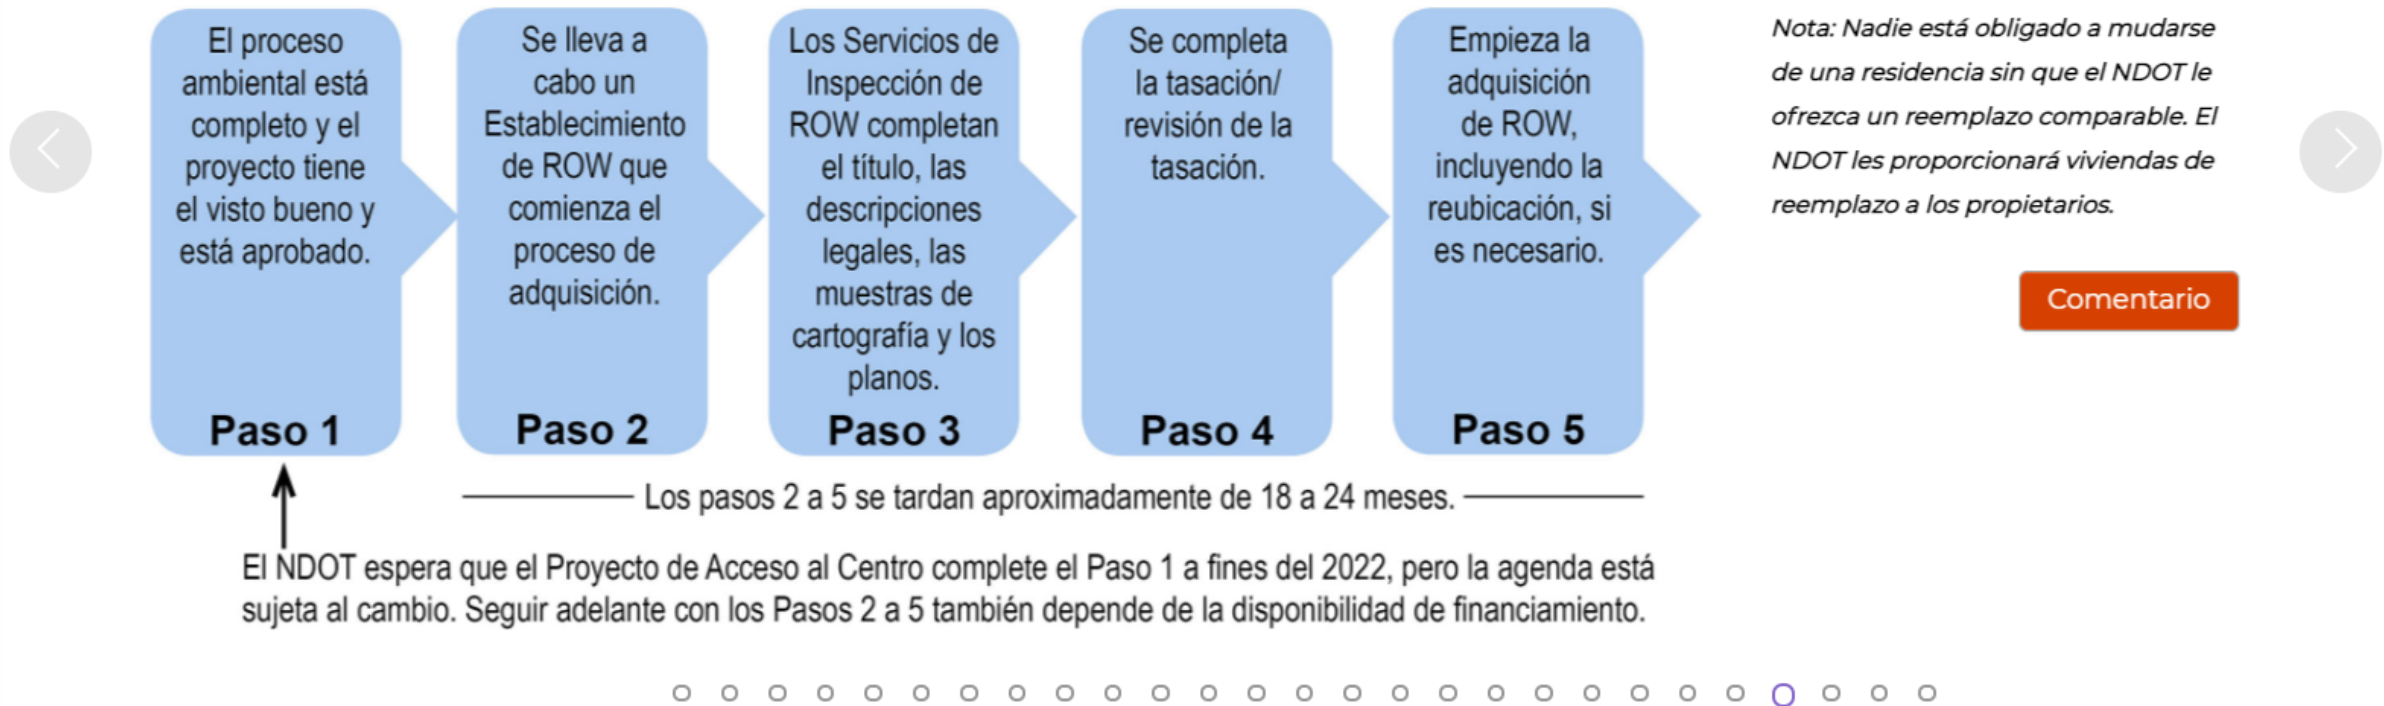 El proceso
ambiental está
completo y el
proyecto tiene
el visto bueno y
está aprobado.
Paso 1
Se lleva a
cabo un
Establecimiento
de ROW que
comienza el
proceso de
adquisición.
Paso 2
Los Servicios de
Inspección de
ROW completan
el título, las
descripciones
legales, las
muestras de
cartografía y los
planos.
Paso 3
Se completa
la tasación/
revisión de la
tasación.
Paso 4
Empieza la
adquisición
de ROW,
incluyendo la
reubicación, si
es necesario.
Paso 5
Los pasos 2 a 5 se tardan aproximadamente de 18 a 24 meses.
El NDOT espera que el Proyecto de Acceso al Centro complete el Paso 1 a fines del 2022, pero la agenda está
sujeta al cambio. Seguir adelante con los Pasos 2 a 5 también depende de la disponibilidad de financiamiento.
Nota: Nadie está obligado a mudarse
de una residencia sin que el NDOT le
ofrezca un reemplazo comparable. El
NDOT les proporcionará viviendas de
reemplazo a los propietarios.
Comentario